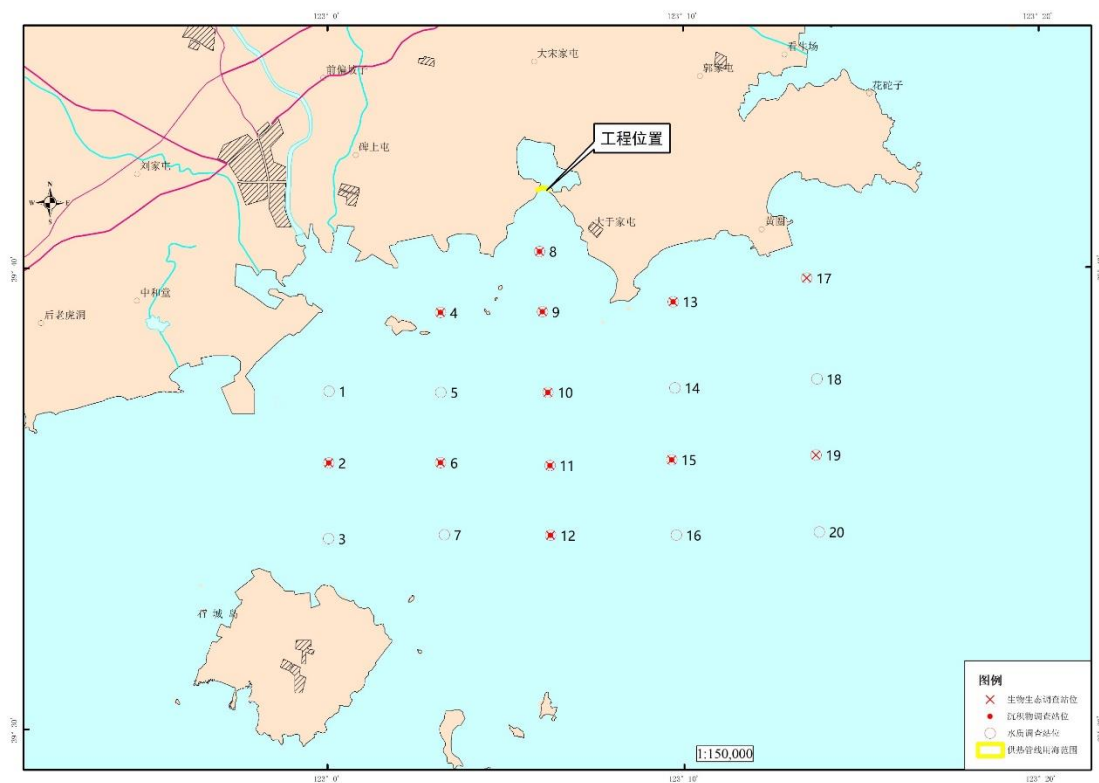 123° 0′
123° 10′
123° 20′
大宋家屯
看生场
前偏坡子
郭家屯
花砣子
工程位置
碑上屯
刘家屯
大于家屯
黄圈
N
W E
S
8
39° 40′
17
中和堂
13
后老虎洞
4
9
18
1
5
10
14
19
2
6
11
15
3
7
12
16
20
石城岛
图例
生物生态调查站位
沉积物调查站位
水质调查站位
供热管线用海范围
39° 30′
1:150,000
123° 0′
123° 10′
123° 20′